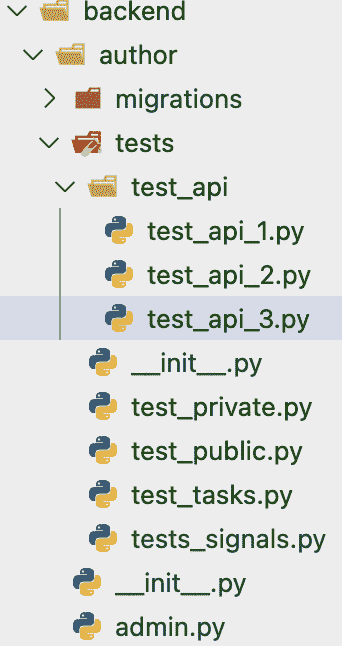 backend
author
migrations
tests
test_api
test_api_1.py
test_api_2.py
test_api_3.py
__init__.py
test_private.py
test_public.py
test_tasks.py
tests_signals.py
__init__.py
admin.py